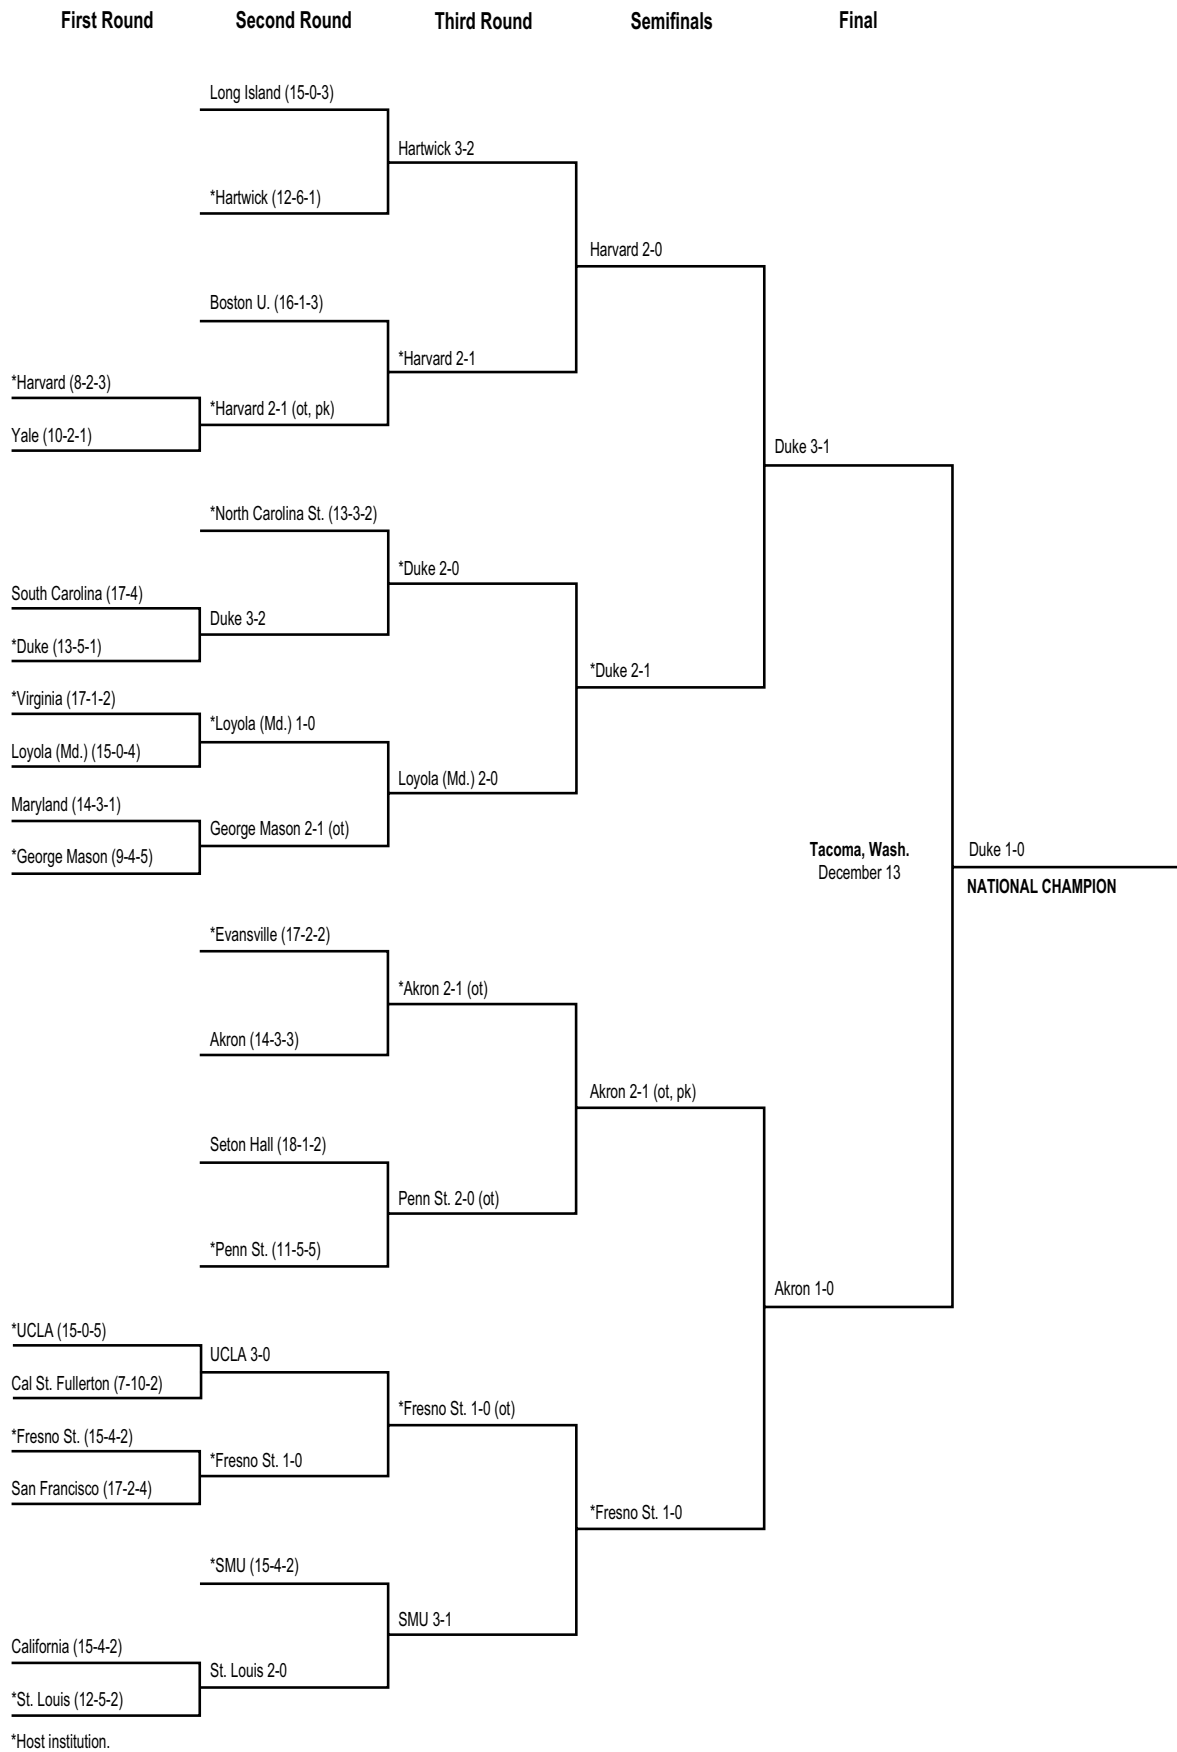 First Round Second Round Third Round Semifinals Final
Long Island (15-0-3)
Hartwick 3-2
*Hartwick (12-6-1)
Harvard 2-0
Boston U. (16-1-3)
*Harvard 2-1
*Harvard (8-2-3)
*Harvard 2-1 (ot, pk)
Yale (10-2-1)
Duke 3-1
*North Carolina St. (13-3-2)
*Duke 2-0
South Carolina (17-4)
Duke 3-2
*Duke (13-5-1)
*Duke 2-1
*Virginia (17-1-2)
*Loyola (Md.) 1-0
Loyola (Md.) (15-0-4)
Loyola (Md.) 2-0
Maryland (14-3-1)
George Mason 2-1 (ot)
*George Mason (9-4-5)
Tacoma, Wash.
December 13
Duke 1-0
NATIONAL CHAMPION
*Evansville (17-2-2)
*Akron 2-1 (ot)
Akron (14-3-3)
Akron 2-1 (ot, pk)
Seton Hall (18-1-2)
Penn St. 2-0 (ot)
*Penn St. (11-5-5)
Akron 1-0
*UCLA (15-0-5)
UCLA 3-0
Cal St. Fullerton (7-10-2)
*Fresno St. 1-0 (ot)
*Fresno St. (15-4-2)
*Fresno St. 1-0
San Francisco (17-2-4)
*Fresno St. 1-0
*SMU (15-4-2)
SMU 3-1
California (15-4-2)
St. Louis 2-0
*St. Louis (12-5-2)
*Host institution.